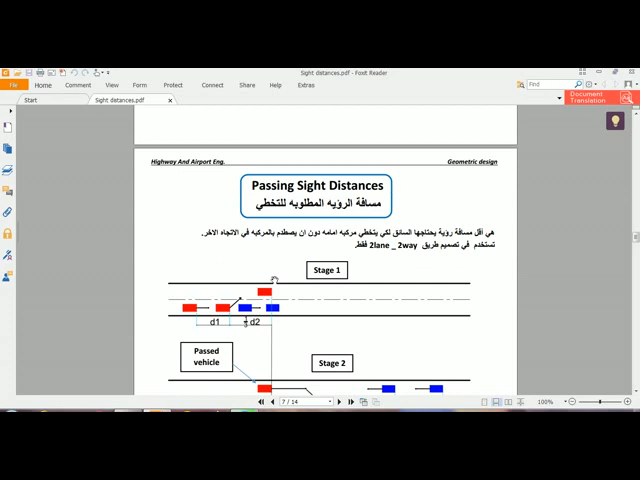 Sight distances.pdf - Foxit Reader
File Home Comment View Form Protect Connect Share Help Extras
Find
Start Sight distances.pdf
Document Translation
Highway And Airport Eng. Geometric design
Passing Sight Distances
مسافة الرؤيه المطلوبه للتخطي
هي أقل مسافة رؤية يحتاجها السائق لكي يتخطي مركبه امامه دون ان يصطدم بالمركبه في الاتجاه الاخر.
تستخدم في تصميم طريق 2lane _ 2way فقط.
Stage 1
d1 d2
Passed vehicle
Stage 2
7 / 14
100%